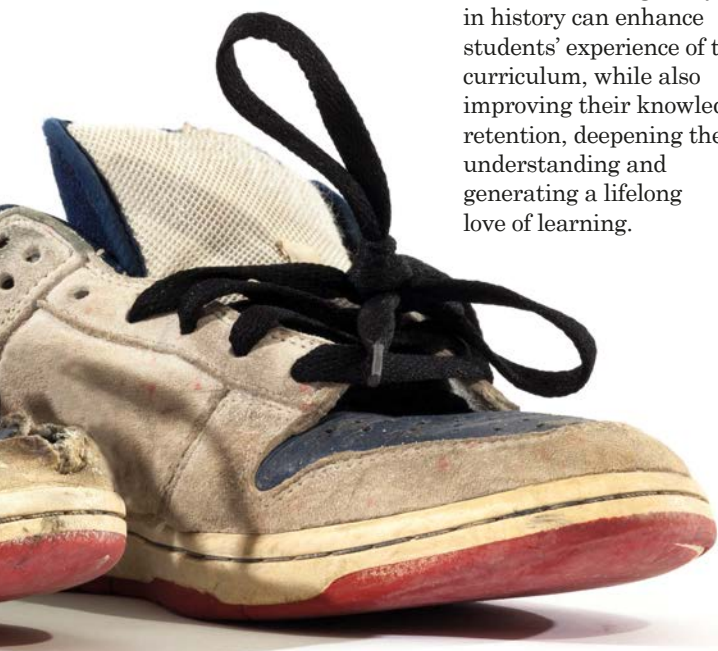 in history can enhance
students’ experience of
curriculum, while also
improving their
retention, deepening
understanding and
generating a lifelong
love of learning.